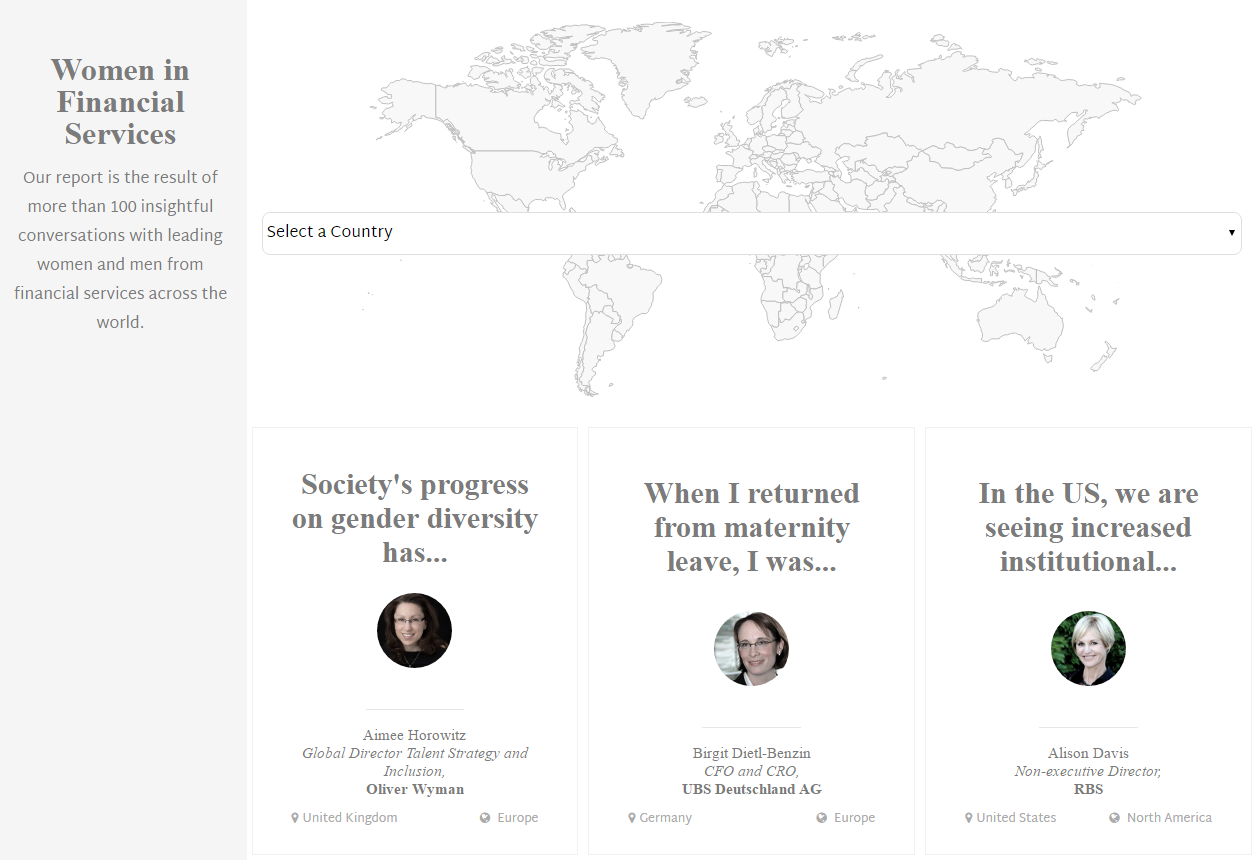 Women in
Financial
Services
Our report is the result of
more than 100 insightful
conversations with leading
women and men from
financial services across the
world.
Select a Country
Society's progress
on gender diversity
has...
Aimee Horowitz
Global Director Talent Strategy and
Inclusion,
Oliver Wyman
United Kingdom
Europe
When I returned
from maternity
leave, I was...
Birgit Dietl-Benzin
CFO and CRO,
UBS Deutschland AG
Germany
Europe
In the US, we are
seeing increased
institutional...
Alison Davis
Non-executive Director,
RBS
United States
North America